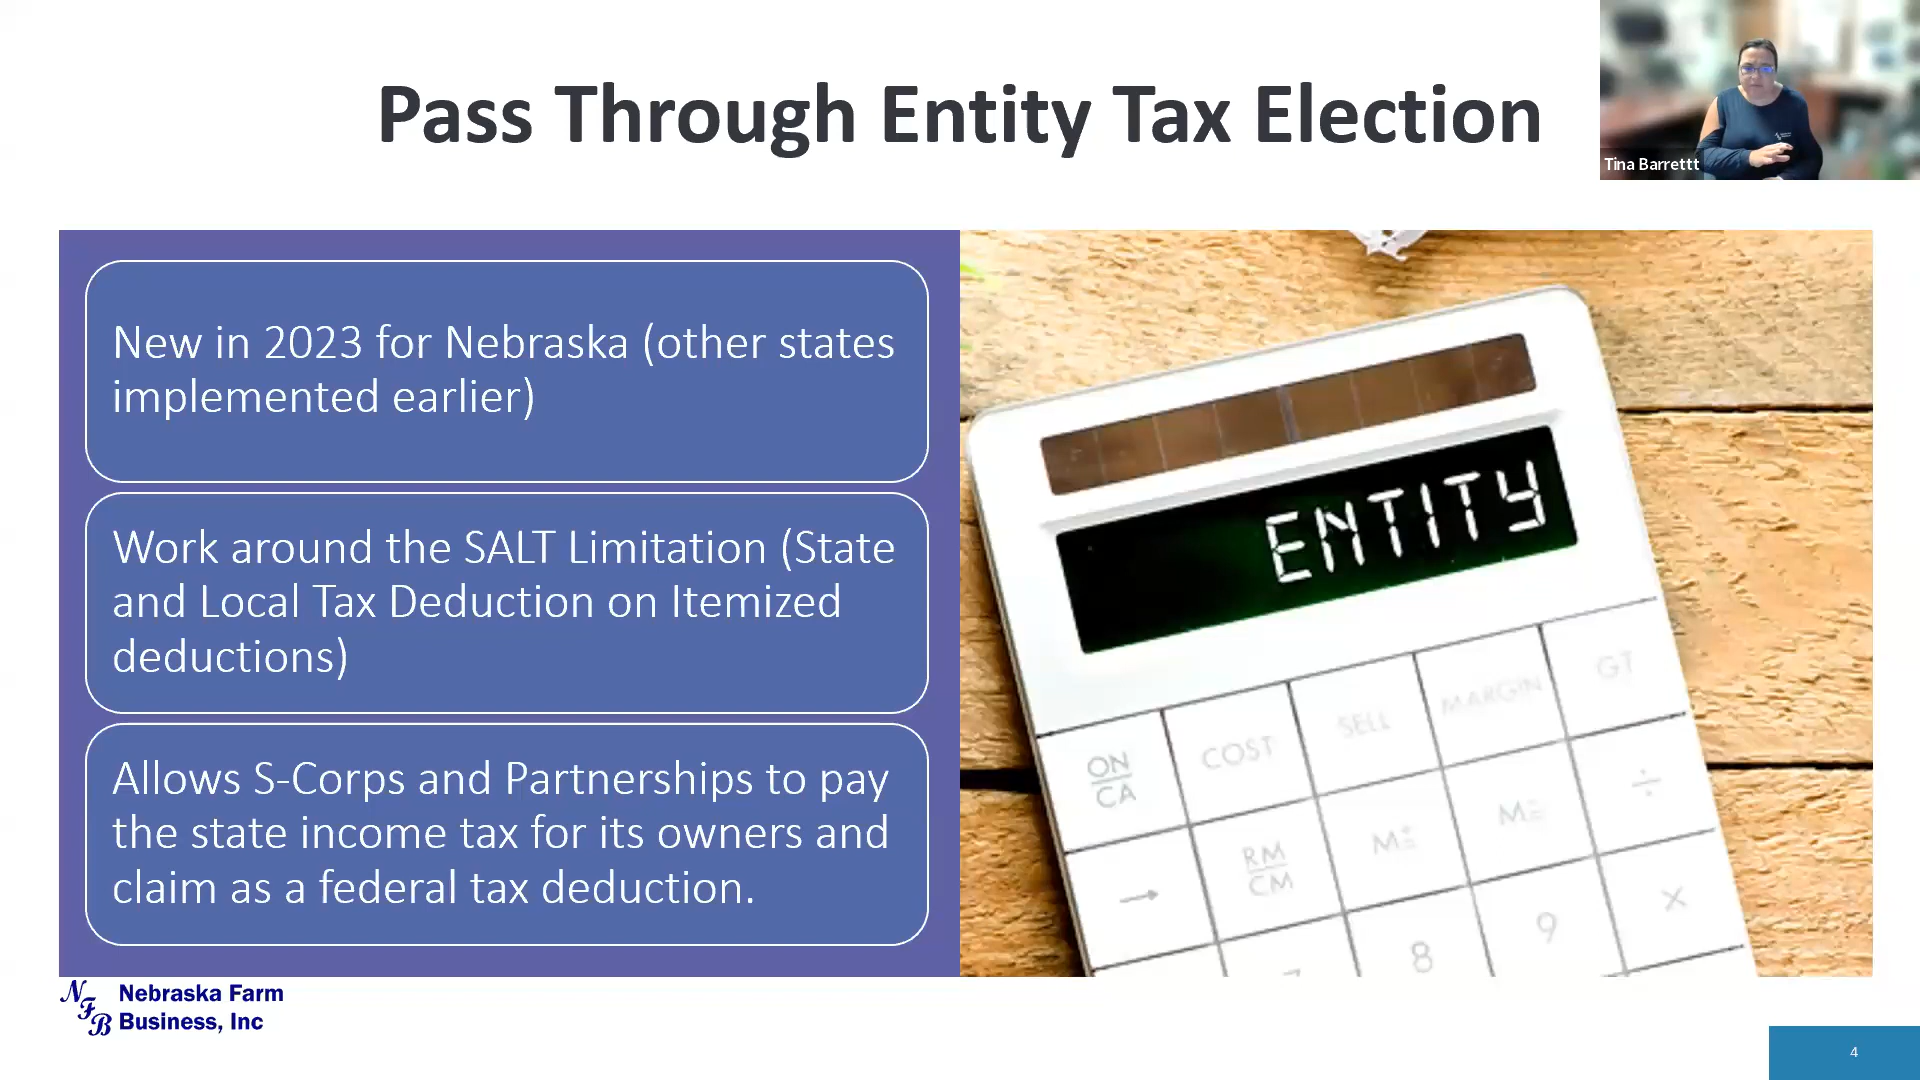 Pass Through Entity Tax Election
Tina Barrettt
New in 2023 for Nebraska (other states
implemented earlier)
Work around the SALT Limitation (State
and Local Tax Deduction on Itemized
deductions)
Allows S-Corps and Partnerships to pay
the state income tax for its owners and
claim as a federal tax deduction.
ENTITY
GT
MARGIN
SELL
COST
ON
CA
÷
M=
M±
RM
CM
→
×
9
8
7
NFB
Nebraska Farm
Business, Inc
4